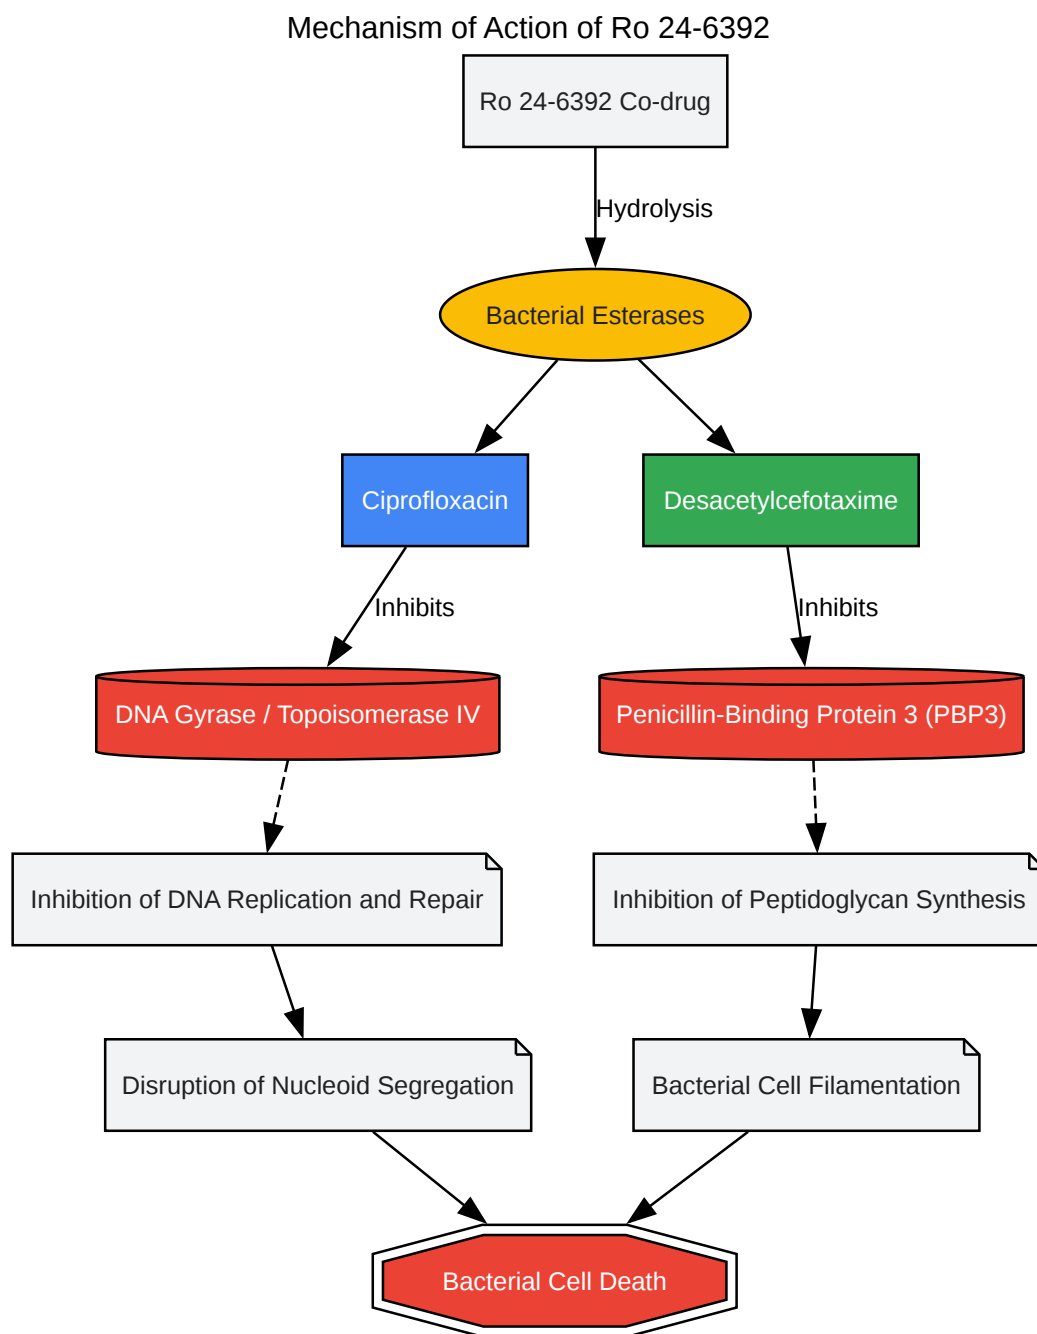 Mechanism of Action of Ro 24-6392
Ro 24-6392 Co-drug
Hydrolysis
Bacterial Esterases
Ciprofloxacin
Desacetylcefotaxime
Inhibits
Inhibits
DNA Gyrase / Topoisomerase IV
Penicillin-Binding Protein 3 (PBP3)
Inhibition of DNA Replication and Repair
Inhibition of Peptidoglycan Synthesis
Disruption of Nucleoid Segregation
Bacterial Cell Filamentation
Bacterial Cell Death